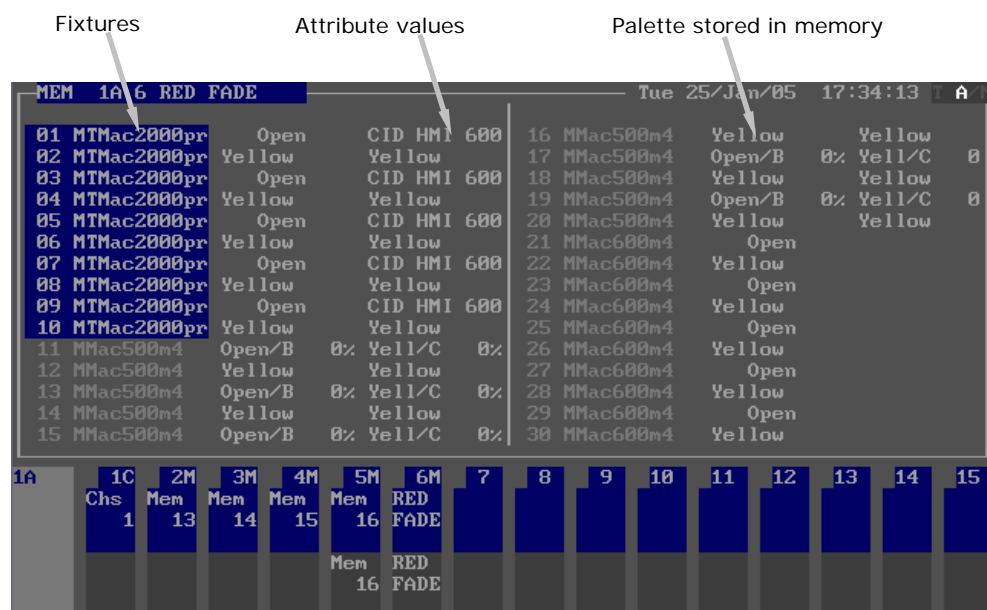 Fixtures Attribute values Palette stored in memory
MEM 1A 6 RED FADE Tue 25/Jan/05 17:34:13 A
01 MTMac2000pr Open CID HMI 600 16 MMac500m4 Yellow Yellow
02 MTMac2000pr Yellow Yellow 17 MMac500m4 Open/B 0% Yell/C 0
03 MTMac2000pr Open CID HMI 600 18 MMac500m4 Yellow Yellow
04 MTMac2000pr Yellow Yellow 19 MMac500m4 Open/B 0% Yell/C 0
05 MTMac2000pr Open CID HMI 600 20 MMac500m4 Yellow Yellow
06 MTMac2000pr Yellow Yellow 21 MMac600m4 Open
07 MTMac2000pr Open CID HMI 600 22 MMac600m4 Yellow
08 MTMac2000pr Yellow Yellow 23 MMac600m4 Open
09 MTMac2000pr Open CID HMI 600 24 MMac600m4 Yellow
10 MTMac2000pr Yellow Yellow 25 MMac600m4 Open
11 MMac500m4 Open/B 0% Yell/C 0% 26 MMac600m4 Yellow
12 MMac500m4 Yellow Yellow 27 MMac600m4 Open
13 MMac500m4 Open/B 0% Yell/C 0% 28 MMac600m4 Yellow
14 MMac500m4 Yellow Yellow 29 MMac600m4 Open
15 MMac500m4 Open/B 0% Yell/C 0% 30 MMac600m4 Yellow
1A 1C 2M 3M 4M 5M 6M 7 8 9 10 11 12 13 14 15
Chs Mem Mem Mem Mem RED
1 13 14 15 16 FADE
Mem RED
16 FADE